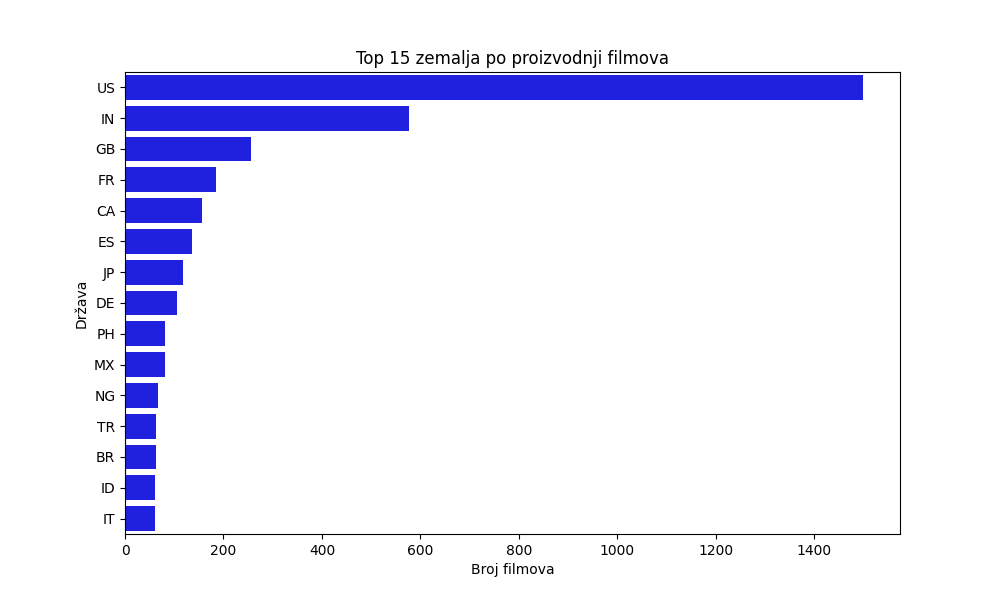 Top 15 zemalja po proizvodnji filmova
Država
US
IN
GB
FR
CA
ES
JP
DE
PH
MX
NG
TR
BR
ID
IT
0 200 400 600 800 1000 1200 1400
Broj filmova